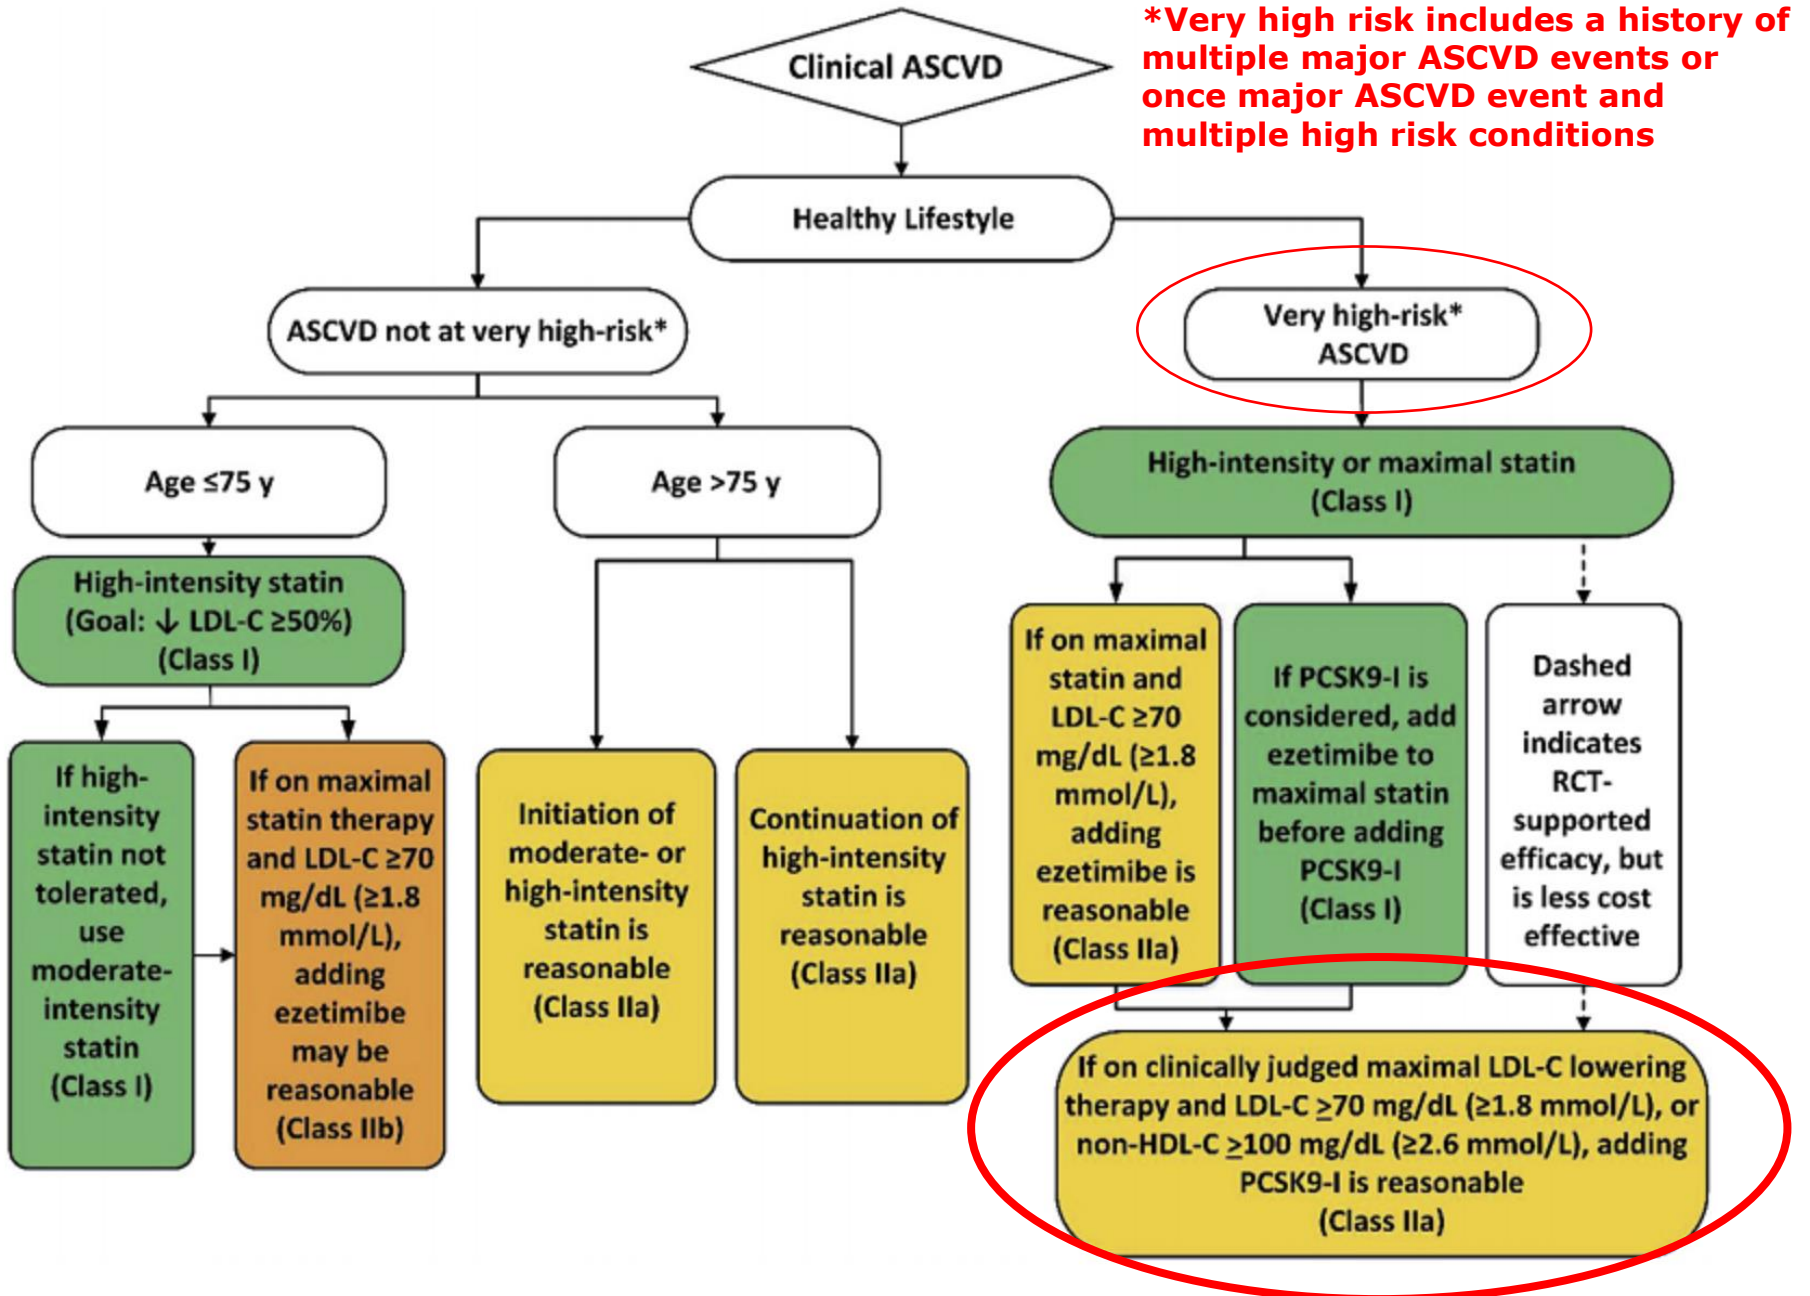 *Very high risk includes a history of
multiple major ASCVD events or
once major ASCVD event and
multiple high risk conditions
Clinical ASCVD
Healthy Lifestyle
ASCVD not at very high-risk*
Very high-risk*
ASCVD
Age ≤75 y
Age >75 y
High-intensity or maximal statin
(Class I)
High-intensity statin
(Goal: ↓ LDL-C ≥50%)
(Class I)
If high-
intensity
statin not
tolerated,
use
moderate-
intensity
statin
(Class I)
If on maximal
statin therapy
and LDL-C ≥70
mg/dL (≥1.8
mmol/L),
adding
ezetimibe
may be
reasonable
(Class IIb)
Initiation of
moderate- or
high-intensity
statin is
reasonable
(Class IIa)
Continuation of
high-intensity
statin is
reasonable
(Class IIa)
If on maximal
statin and
LDL-C ≥70
mg/dL (≥1.8
mmol/L),
adding
ezetimibe is
reasonable
(Class IIa)
If PCSK9-I is
considered, add
ezetimibe to
maximal statin
before adding
PCSK9-I
(Class I)
Dashed
arrow
indicates
RCT-
supported
efficacy, but
is less cost
effective
If on clinically judged maximal LDL-C lowering
therapy and LDL-C ≥70 mg/dL (≥1.8 mmol/L), or
non-HDL-C ≥100 mg/dL (≥2.6 mmol/L), adding
PCSK9-I is reasonable
(Class IIa)